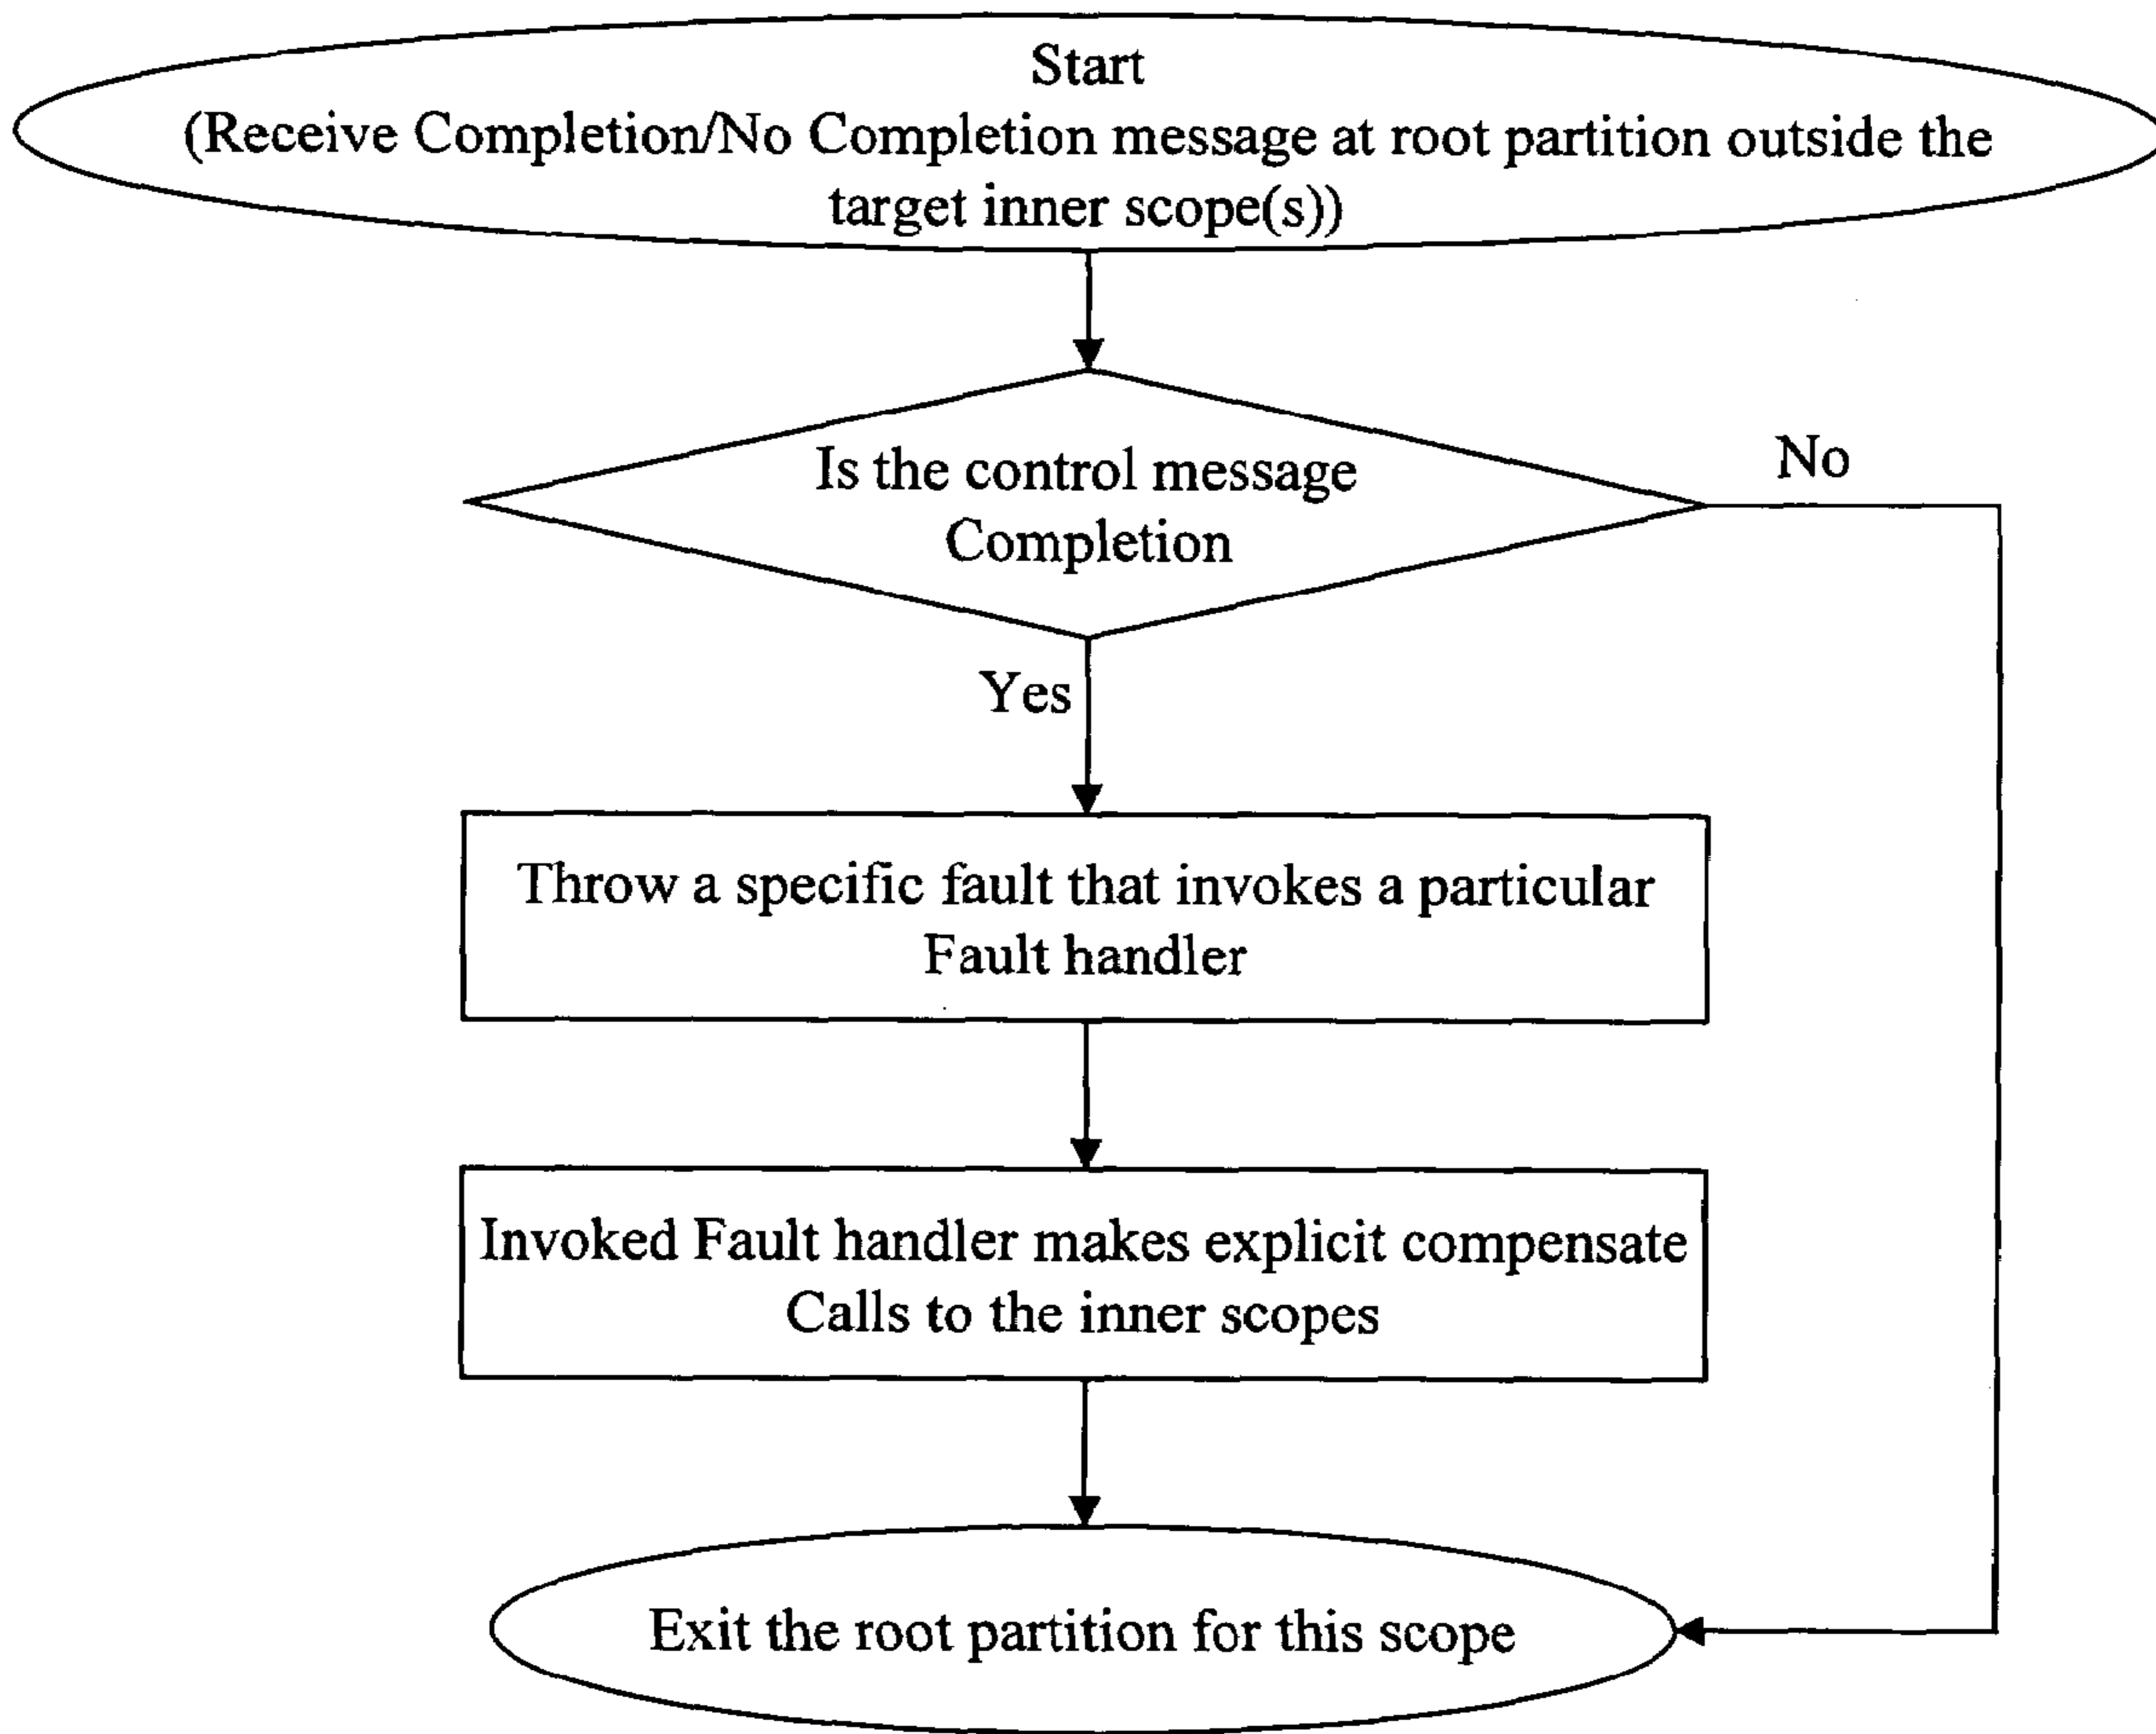 Start
(Receive Completion/No Completion message at root partition outside the
target inner scope(s))
Is the control message
Completion
No
Yes
Throw a specific fault that invokes a particular
Fault handler
Invoked Fault handler makes explicit compensate
Calls to the inner scopes
Exit the root partition for this scope